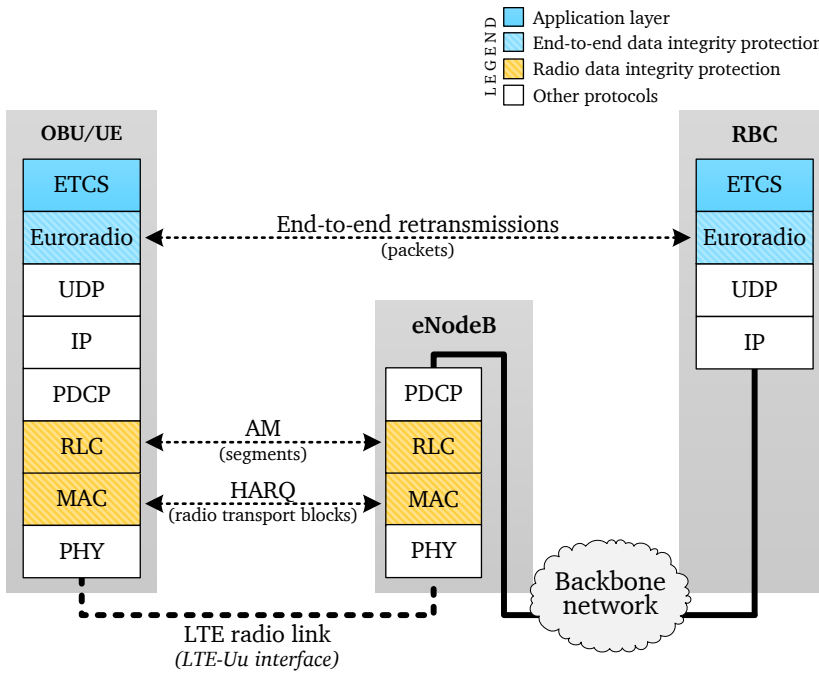 LEGEND
Application layer
End-to-end data integrity protection
Radio data integrity protection
Other protocols
OBU/UE
ETCS
Euroradio
UDP
IP
PDCP
RLC
MAC
PHY
End-to-end retransmissions
(packets)
AM
(segments)
HARQ
(radio transport blocks)
eNodeB
PDCP
RLC
MAC
PHY
RBC
ETCS
Euroradio
UDP
IP
Backbone
network
LTE radio link
(LTE-Uu interface)